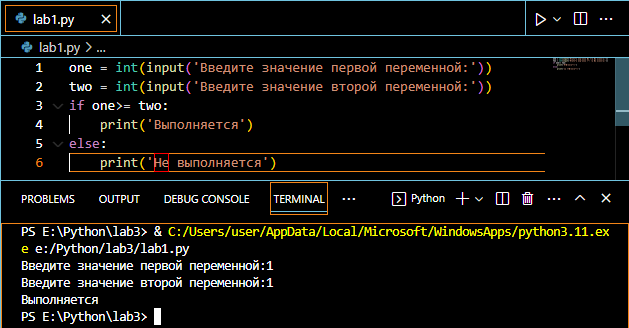 lab1.py
lab1.py > ...
1 one = int(input('Введите значение первой переменной:'))
2 two = int(input('Введите значение второй переменной:'))
3 if one>= two:
4 print('Выполняется')
5 else:
6 print('Не выполняется')
PROBLEMS OUTPUT DEBUG CONSOLE TERMINAL ... Python
PS E:\Python\lab3> & C:/Users/user/AppData/Local/Microsoft/WindowsApps/python3.11.ex
e e:/Python/lab3/lab1.py
Введите значение первой переменной:1
Введите значение второй переменной:1
Выполняется
PS E:\Python\lab3>